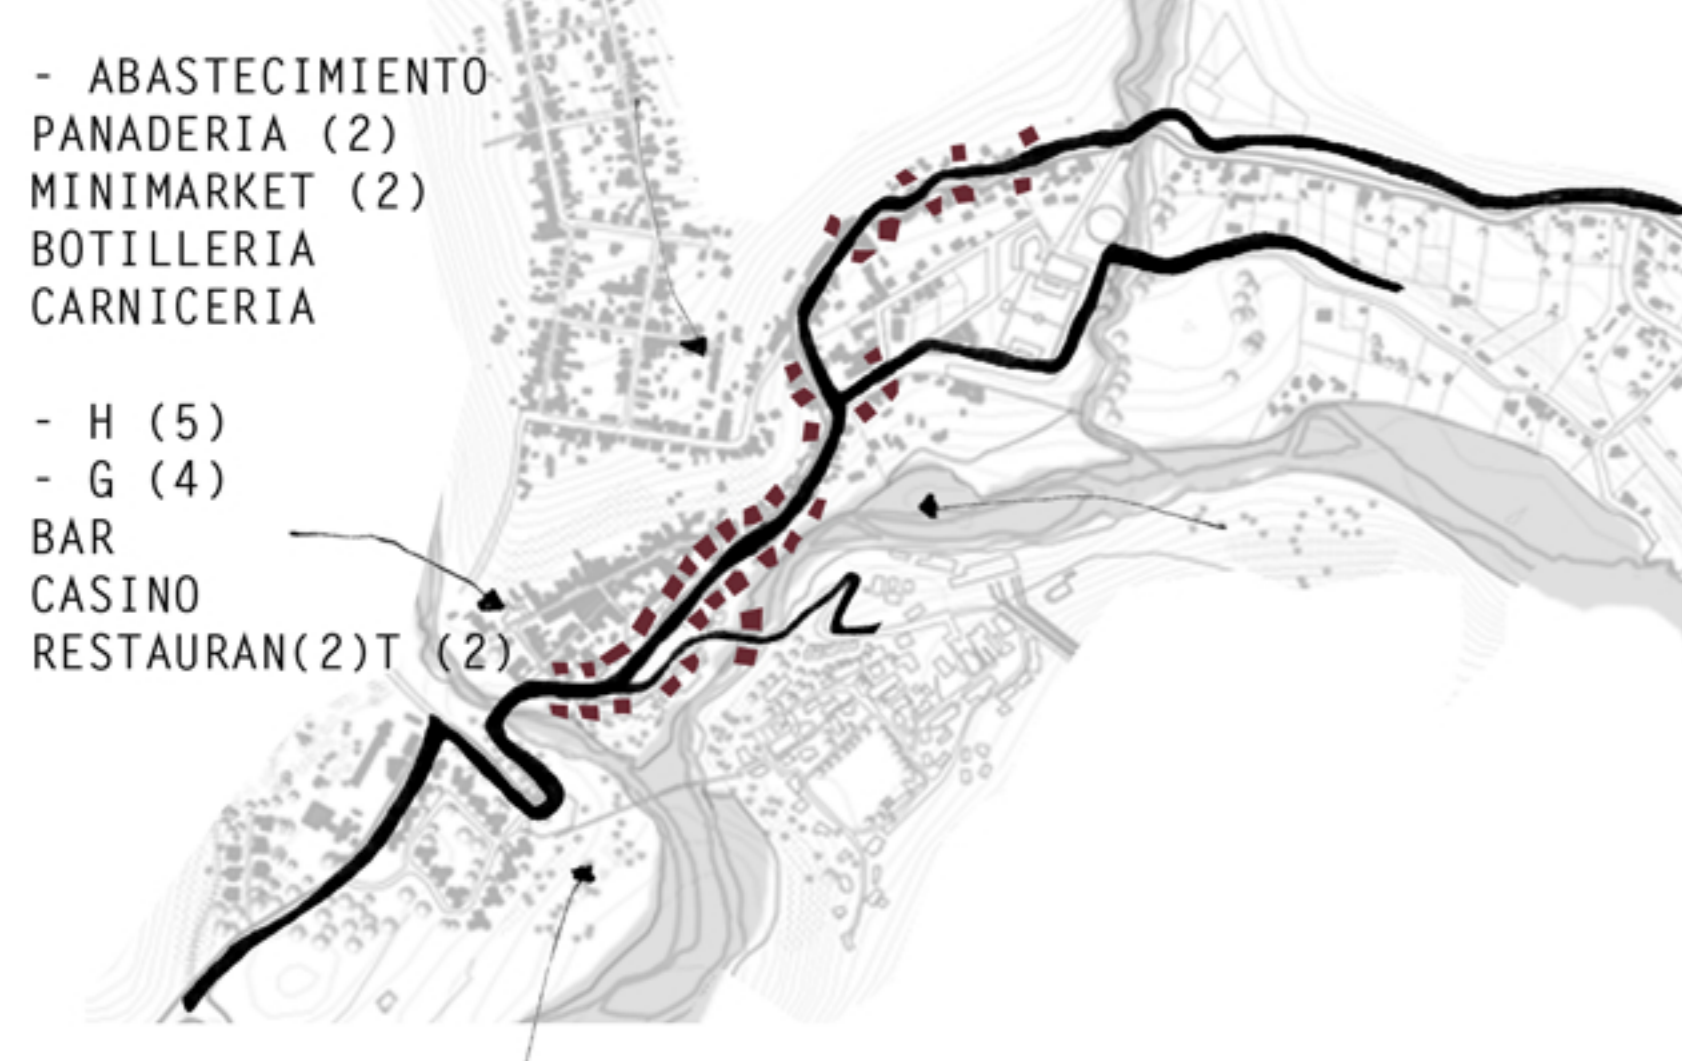 - ABASTECIMIENTO
PANADERIA (2)
MINIMARKET (2)
BOTILLERIA
CARNICERIA
- H (5)
- G (4)
BAR
CASINO
RESTAURAN(2)T (2)